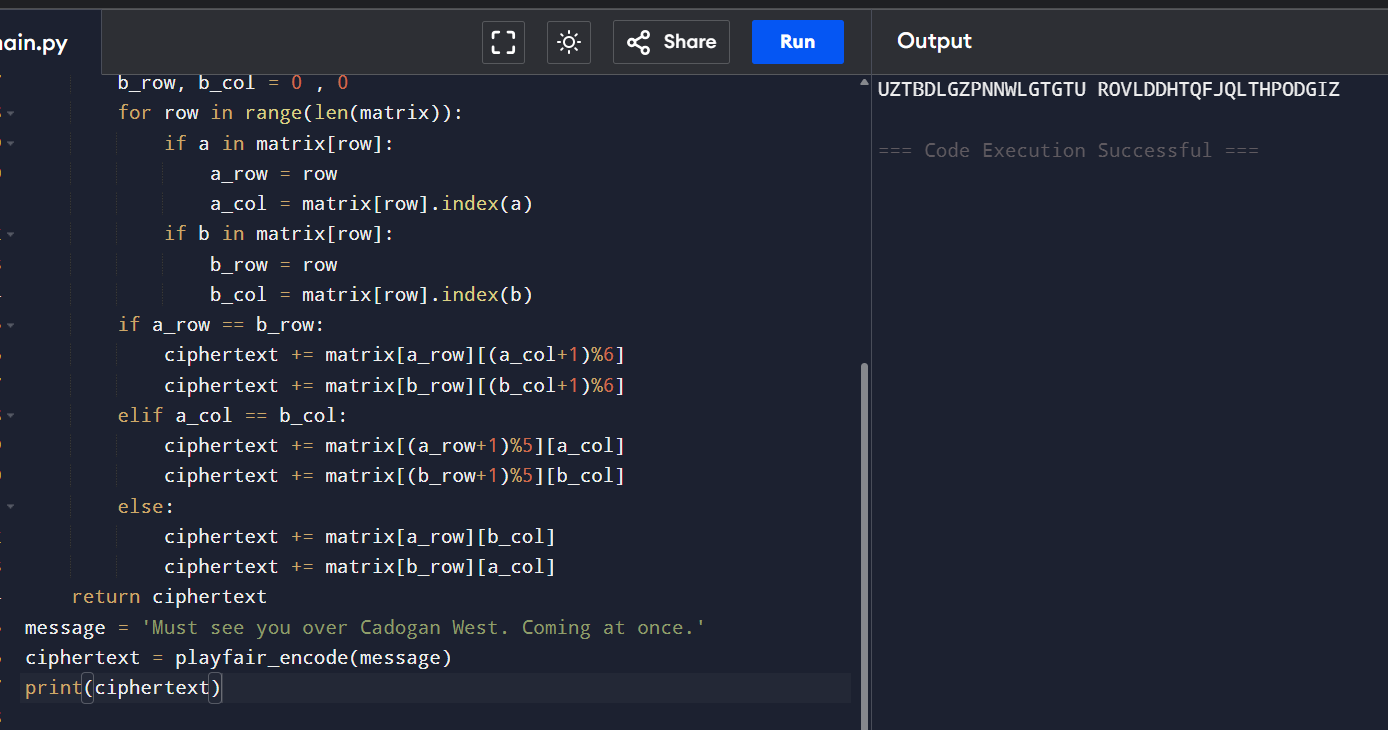 main.py
Share
Run
Output
b_row, b_col = 0 , 0
for row in range(len(matrix)):
if a in matrix[row]:
a_row = row
a_col = matrix[row].index(a)
if b in matrix[row]:
b_row = row
b_col = matrix[row].index(b)
if a_row == b_row:
ciphertext += matrix[a_row][(a_col+1)%6]
ciphertext += matrix[b_row][(b_col+1)%6]
elif a_col == b_col:
ciphertext += matrix[(a_row+1)%5][a_col]
ciphertext += matrix[(b_row+1)%5][b_col]
else:
ciphertext += matrix[a_row][b_col]
ciphertext += matrix[b_row][a_col]
return ciphertext
message = 'Must see you over Cadogan West. Coming at once.'
ciphertext = playfair_encode(message)
print(ciphertext)
UZTBDLGZPNNWLGTGTU ROVLDDHTQFJQLTHPODGIZ
=== Code Execution Successful ===